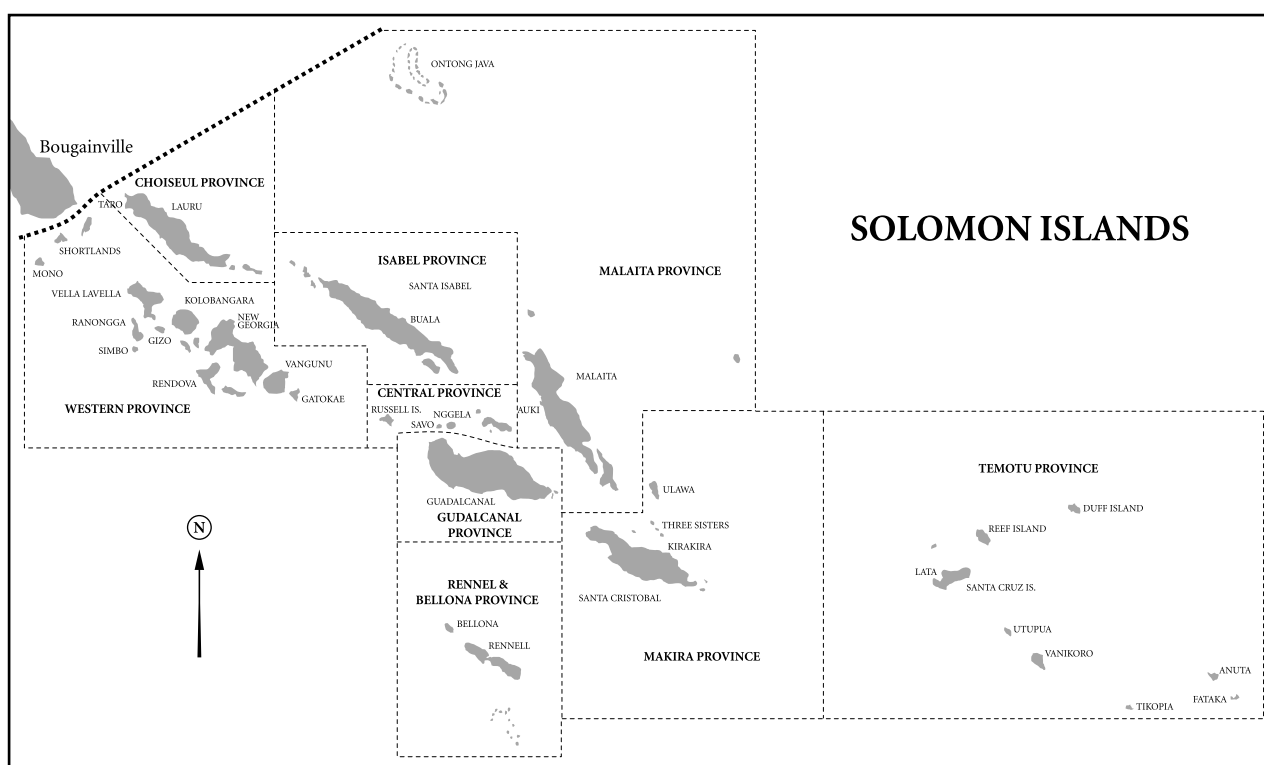 ONTONG JAVA
Bougainville
CHOISEUL PROVINCE
TARO
LAURU
SOLOMON ISLANDS
SHORTLANDS
MONO
ISABEL PROVINCE
SANTA ISABEL
MALAITA PROVINCE
VELLA LAVELLA
KOLOBANGARA
RANONGGA
NEW
GEORGIA
BUALA
GIZO
SIMBO
VANGUNU
RENDOVA
GATOKAE
MALAITA
WESTERN PROVINCE
CENTRAL PROVINCE
RUSSELL IS.
NGGELA
AUKI
SAVO
GUADALCANAL
GUDALCANAL
PROVINCE
ULAWA
THREE SISTERS
KIRAKIRA
SANTA CRISTOBAL
MAKIRA PROVINCE
TEMOTU PROVINCE
DUFF ISLAND
REEF ISLAND
LATA
SANTA CRUZ IS.
UTUPUA
VANIKORO
ANUTA
FATAKA
TIKOPIA
N
RENNEL &
BELLONA PROVINCE
BELLONA
RENNELL